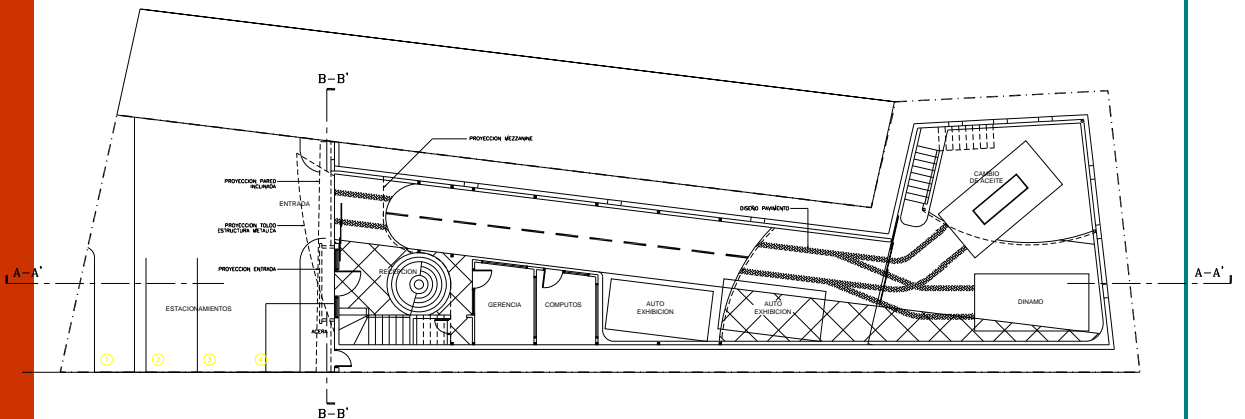 B-B'
PROYECCION MEZZANINE
PROYECCION PARED
INCLINADA
ENTRADA
DISEÑO PAVIMENTO
CAMBIO
DE ACEITE
PROYECCION TOLDO
ESTRUCTURA METALICA
A-A'
PROYECCION ENTRADA
RECEPCION
A-A'
ESTACIONAMIENTOS
GERENCIA
COMPUTOS
AUTO
EXHIBICION
AUTO
EXHIBICION
DINAMO
ACERA
1
2
3
4
B-B'